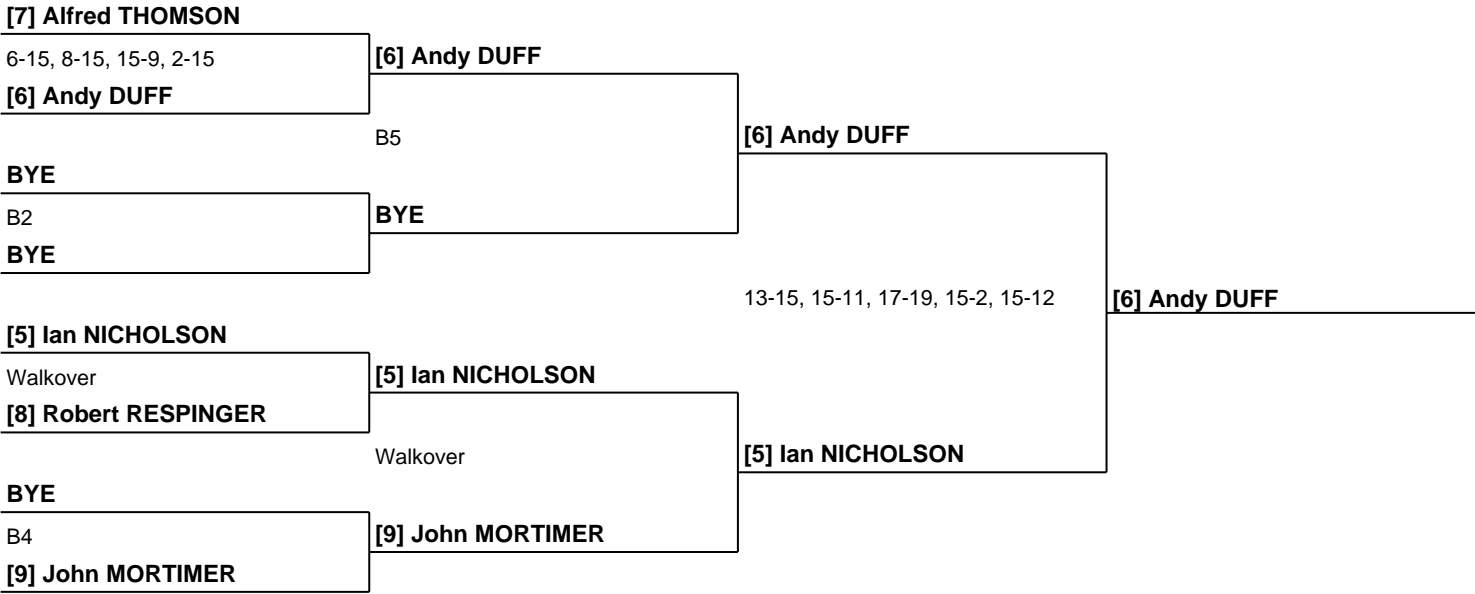 [7] Alfred THOMSON
6-15, 8-15, 15-9, 2-15
[6] Andy DUFF
[6] Andy DUFF
B5
[6] Andy DUFF
BYE
B2
BYE
BYE
13-15, 15-11, 17-19, 15-2, 15-12
[6] Andy DUFF
[5] Ian NICHOLSON
Walkover
[5] Ian NICHOLSON
[8] Robert RESPINGER
Walkover
[5] Ian NICHOLSON
BYE
B4
[9] John MORTIMER
[9] John MORTIMER